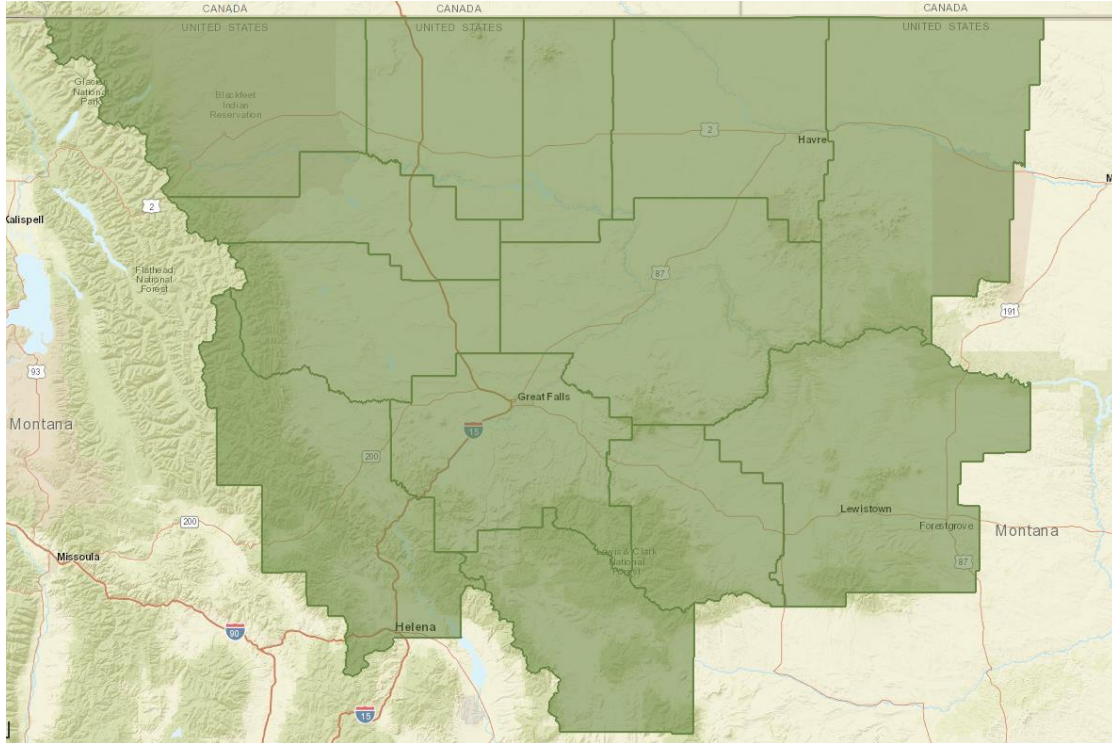 CANADA
CANADA
CANADA
UNITED STATES
UNITED STATES
UNITED STATES
Glacier
National
Park
Blackfeet
Indian
Reservation
2
Havre
2
Kalispell
Flathead
National
Forest
87
191
93
Great Falls
Montana
15
200
Lewistown
200
Forestgrove
Montana
Missoula
Lewis & Clark
National
Forest
87
90
Helena
15